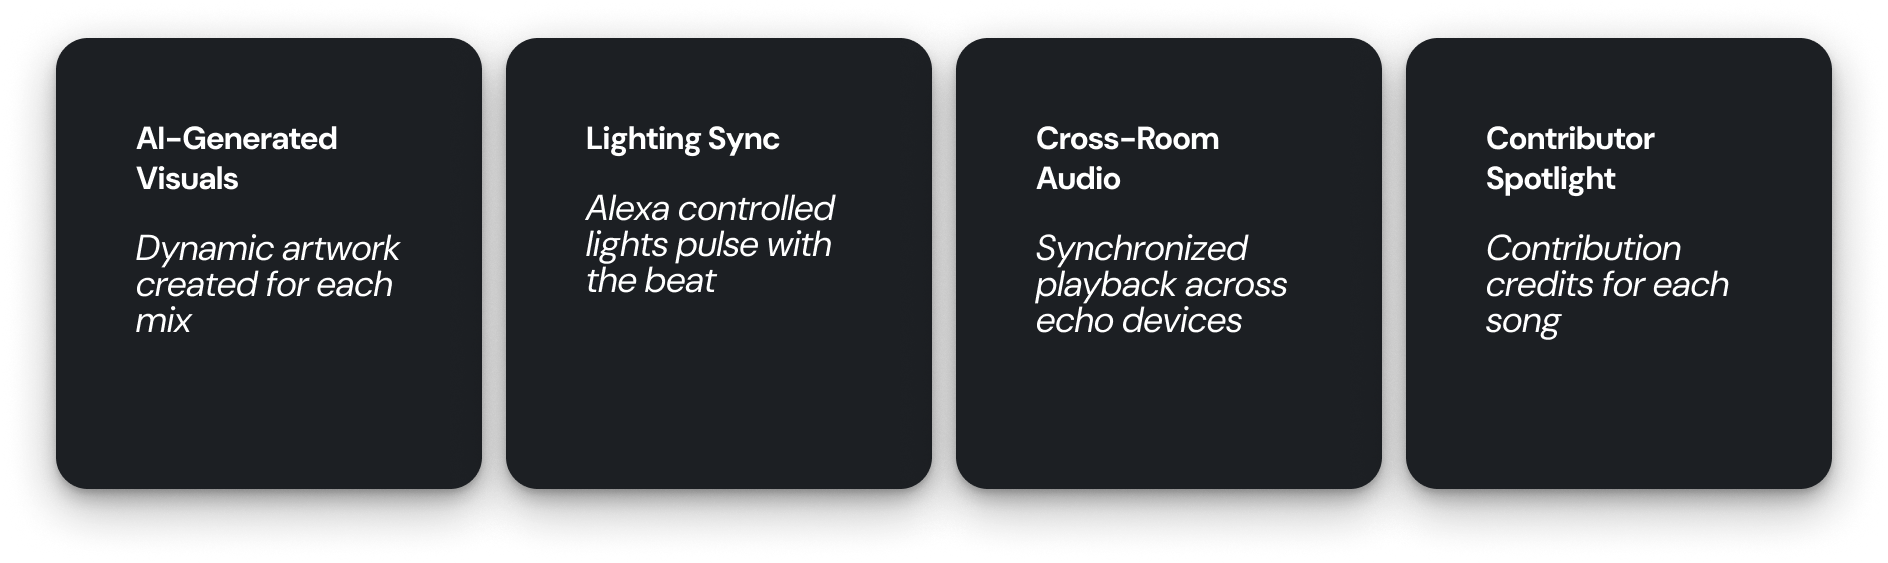 AI-Generated
Visuals
Dynamic artwork
created for each
mix
Lighting Sync
Alexa controlled
lights pulse with
the beat
Cross-Room
Audio
Synchronized
playback across
echo devices
Contributor
Spotlight
Contribution
credits for each
song